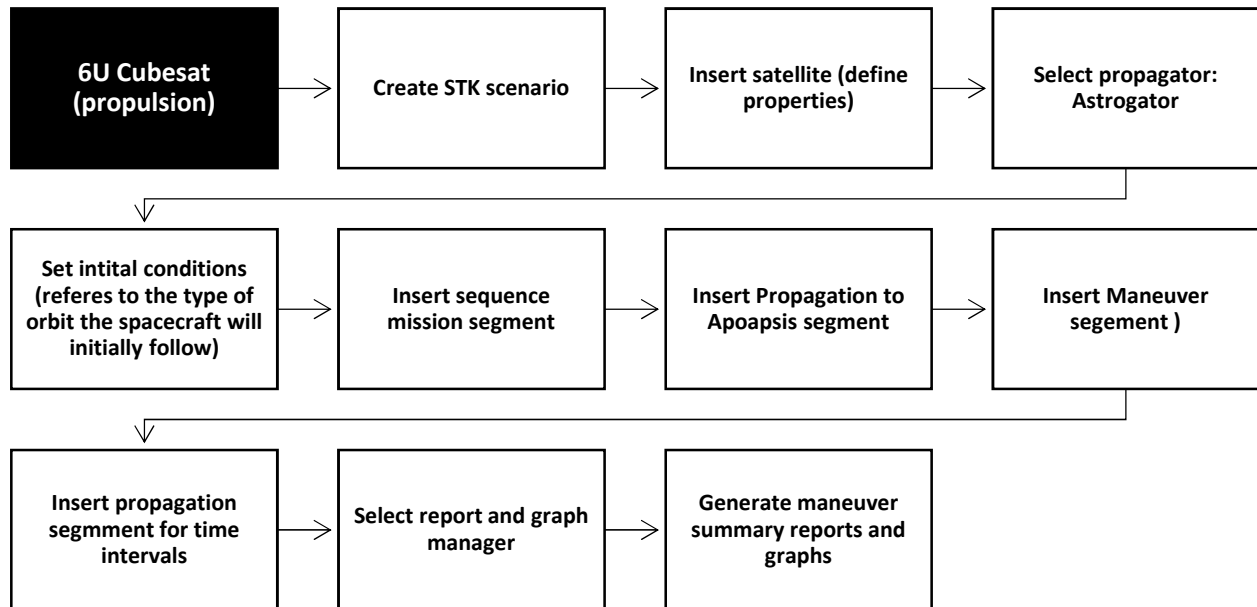 6U Cubesat
(propulsion)
Create STK scenario
Insert satellite (define
properties)
Select propagator:
Astrogator
Set intital conditions
(referes to the type of
orbit the spacecraft will
initially follow)
Insert sequence
mission segment
Insert Propagation to
Apoapsis segment
Insert Maneuver
segement )
Insert propagation
segmment for time
intervals
Select report and graph
manager
Generate maneuver
summary reports and
graphs